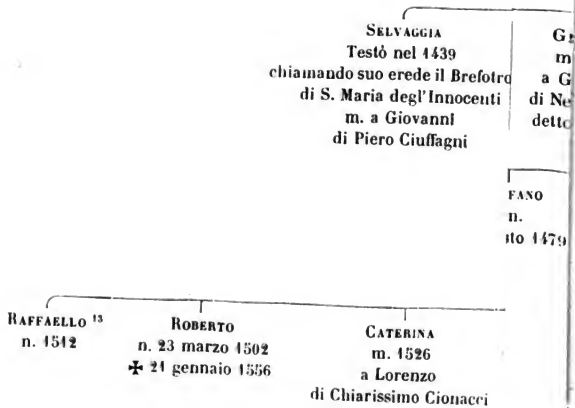 SELVAGGIA
Testò nel 1439
chiamando suo erede il Brefotro
di S. Maria degl'Innocenti
m. a Giovanni
di Piero Ciuffagni
G
m
a G
di Ne
detto
FANO
n.
1479
RAFFAELLO 13
n. 1512
ROBERTO
n. 23 marzo 1502
✠ 21 gennaio 1556
CATERINA
m. 1526
a Lorenzo
di Chiarissimo Cionacci